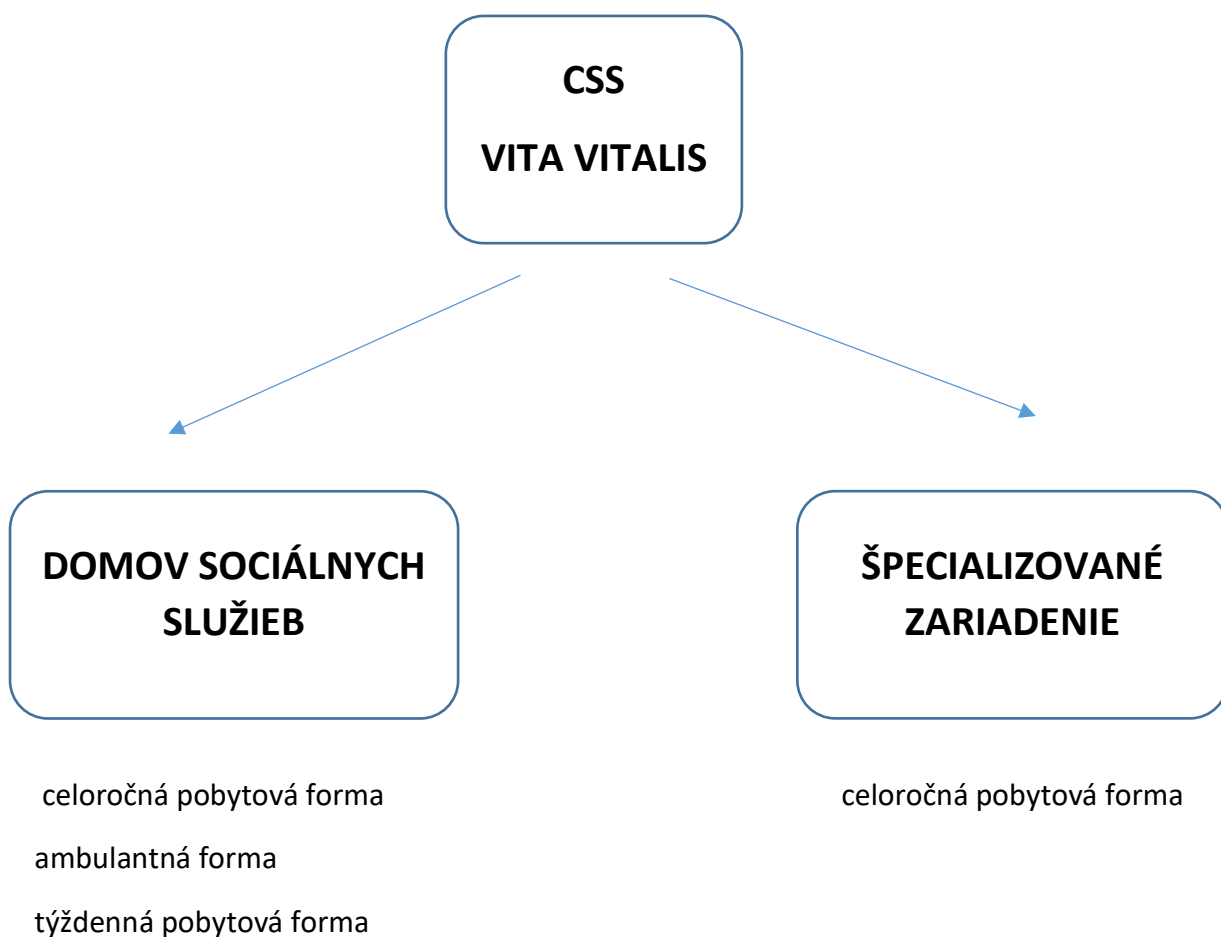 CSS
VITA VITALIS
DOMOV SOCIÁLNYCH
SLUŽIEB
ŠPECIALIZOVANÉ
ZARIADENIE
celoročná pobytová forma
ambulantná forma
týždenná pobytová forma
celoročná pobytová forma